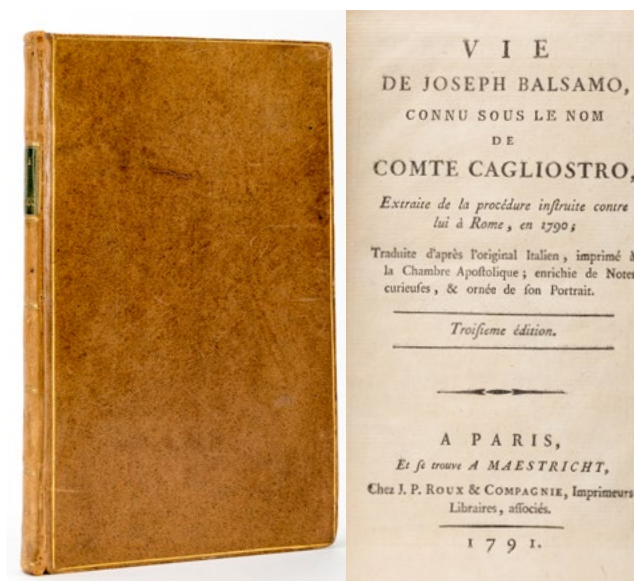 VIE
DE JOSEPH BALSAMO,
CONNU SOUS LE NOM
DE
COMTE CAGLIOSTRO,
Extraite de la procédure inſtruite contre
lui à Rome, en 1790;
Traduite d'après l'original Italien, imprimé à
la Chambre Apoſtolique; enrichie de Notes
curieuſes, & ornée de ſon Portrait.
Troiſieme édition.
A PARIS,
Et ſe trouve A MAESTRICHT,
Chez J. P. ROUX & COMPAGNIE, Imprimeurs
Libraires, aſſociés.
1791.